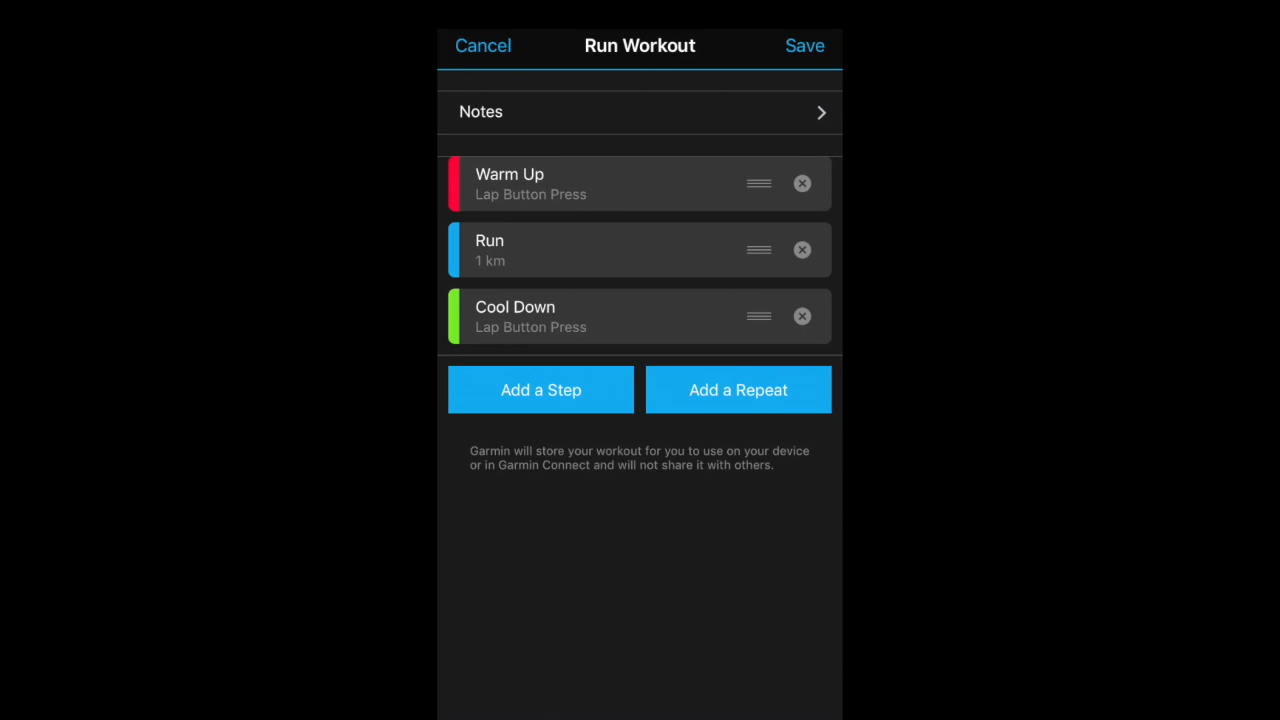 Cancel Run Workout Save
Notes
Warm Up
Lap Button Press
Run
1 km
Cool Down
Lap Button Press
Add a Step Add a Repeat
Garmin will store your workout for you to use on your device
or in Garmin Connect and will not share it with others.